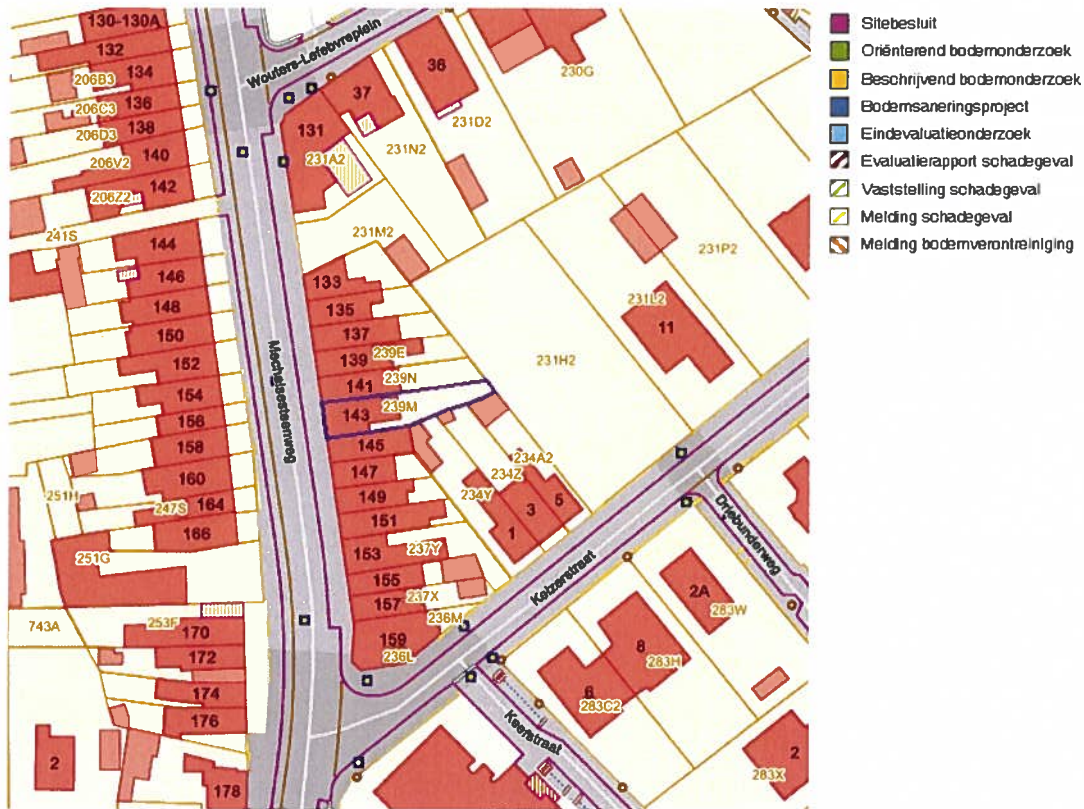 130-130A
132
134
206B3
136
206C3
138
206D3
140
206V2
142
206Z2
241S
144
146
148
150
152
154
156
158
160
251H
164
247S
166
251G
743A
253F
170
172
174
176
2
178
Wouters-Lefebvreplein
36
37
131
231A2
231D2
230G
231N2
231M2
133
135
137
139
239E
141
239N
143
239M
145
147
149
151
153
237Y
155
237X
157
236M
159
236L
Mechelsesteenweg
231P2
231L2
11
231H2
234A2
234Z
234Y
5
3
1
Keizerstraat
Driebunderweg
2A
283W
8
283H
6
283C2
Keefstraat
2
283X
Sitebesluit
Oriënterend bodemonderzoek
Beschrijvend bodemonderzoek
Bodemsaneringsproject
Eindevaluatieonderzoek
Evaluatierapport schadegeval
Vaststelling schadegeval
Melding schadegeval
Melding bodemverontreiniging